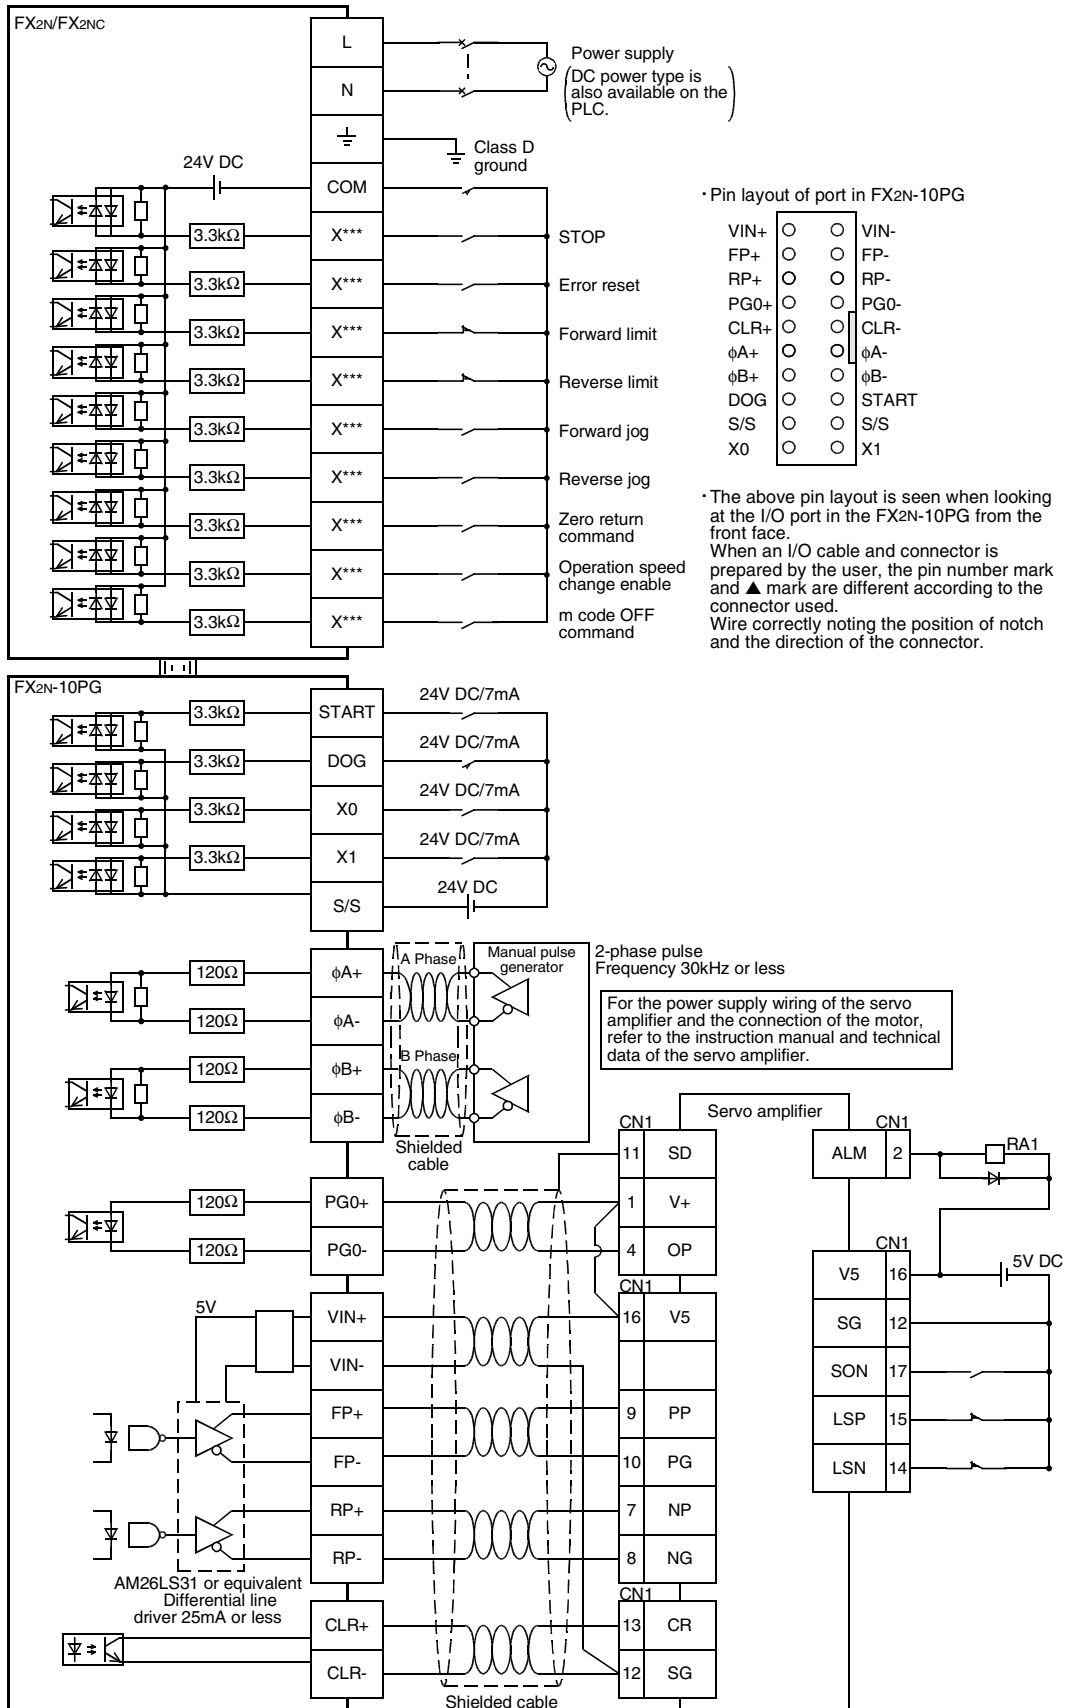 FX2N/FX2NC
L
N
Power supply
DC power type is
also available on the
PLC.
Class D
ground
24V DC
COM
3.3kΩ X*** STOP
3.3kΩ X*** Error reset
3.3kΩ X*** Forward limit
3.3kΩ X*** Reverse limit
3.3kΩ X*** Forward jog
3.3kΩ X*** Reverse jog
3.3kΩ X*** Zero return
command
3.3kΩ X*** Operation speed
change enable
3.3kΩ X*** m code OFF
command
· Pin layout of port in FX2N-10PG
VIN+ VIN-
FP+ FP-
RP+ RP-
PG0+ PG0-
CLR+ CLR-
ϕA+ ϕA-
ϕB+ ϕB-
DOG START
S/S S/S
X0 X1
· The above pin layout is seen when looking
at the I/O port in the FX2N-10PG from the
front face.
When an I/O cable and connector is
prepared by the user, the pin number mark
and ▲ mark are different according to the
connector used.
Wire correctly noting the position of notch
and the direction of the connector.
FX2N-10PG
3.3kΩ START 24V DC/7mA
3.3kΩ DOG 24V DC/7mA
3.3kΩ X0 24V DC/7mA
3.3kΩ X1 24V DC/7mA
S/S 24V DC
120Ω ϕA+ A Phase
120Ω ϕA-
120Ω ϕB+ B Phase
120Ω ϕB-
Manual pulse
generator
2-phase pulse
Frequency 30kHz or less
Shielded
cable
For the power supply wiring of the servo
amplifier and the connection of the motor,
refer to the instruction manual and technical
data of the servo amplifier.
Servo amplifier
CN1
11 SD
120Ω PG0+ 1 V+
120Ω PG0- 4 OP
CN1
5V VIN+ 16 V5
VIN-
FP+ 9 PP
FP- 10 PG
RP+ 7 NP
RP- 8 NG
AM26LS31 or equivalent
Differential line
driver 25mA or less
CN1
CLR+ 13 CR
CLR- 12 SG
Shielded cable
CN1
ALM 2 RA1
CN1
V5 16 5V DC
SG 12
SON 17
LSP 15
LSN 14